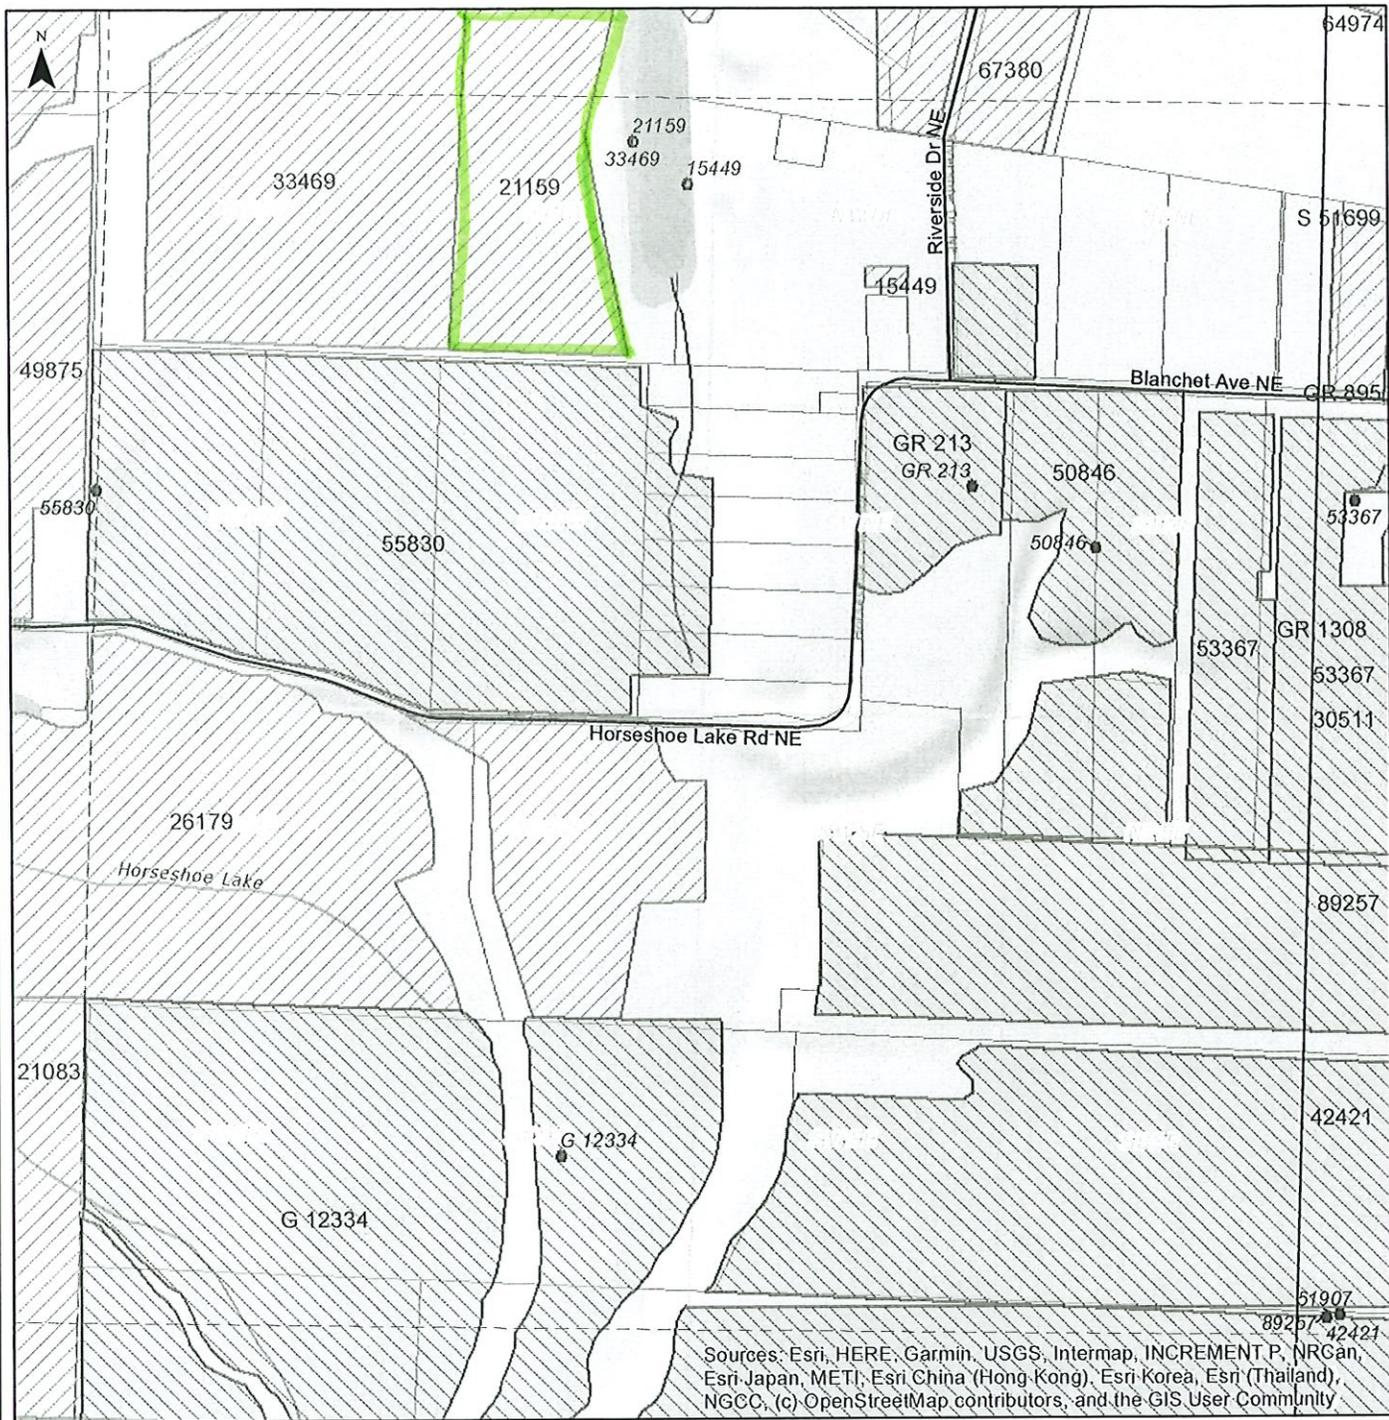 N
64974
67380
21159
33469
15449
33469
21159
Riverside Dr NE
S 51699
15449
49875
Blanchet Ave NE
GR 895
GR 213
GR 213
50846
55830
53367
55830
50846
GR 1308
53367
53367
30511
Horseshoe Lake Rd NE
26179
Horseshoe Lake
89257
21083
42421
G 12334
G 12334
51907
89257
42421
Sources: Esri, HERE, Garmin, USGS, Intermap, INCREMENT P, NRCan,
Esri Japan, METI, Esri China (Hong Kong), Esri Korea, Esri (Thailand),
NGCC, (c) OpenStreetMap contributors, and the GIS User Community